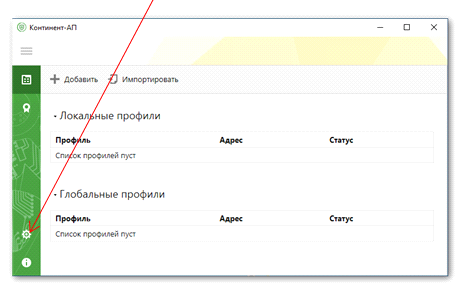 Континент-АП
Добавить Импортировать
Локальные профили
Профиль Адрес Статус
Список профилей пуст
Глобальные профили
Профиль Адрес Статус
Список профилей пуст